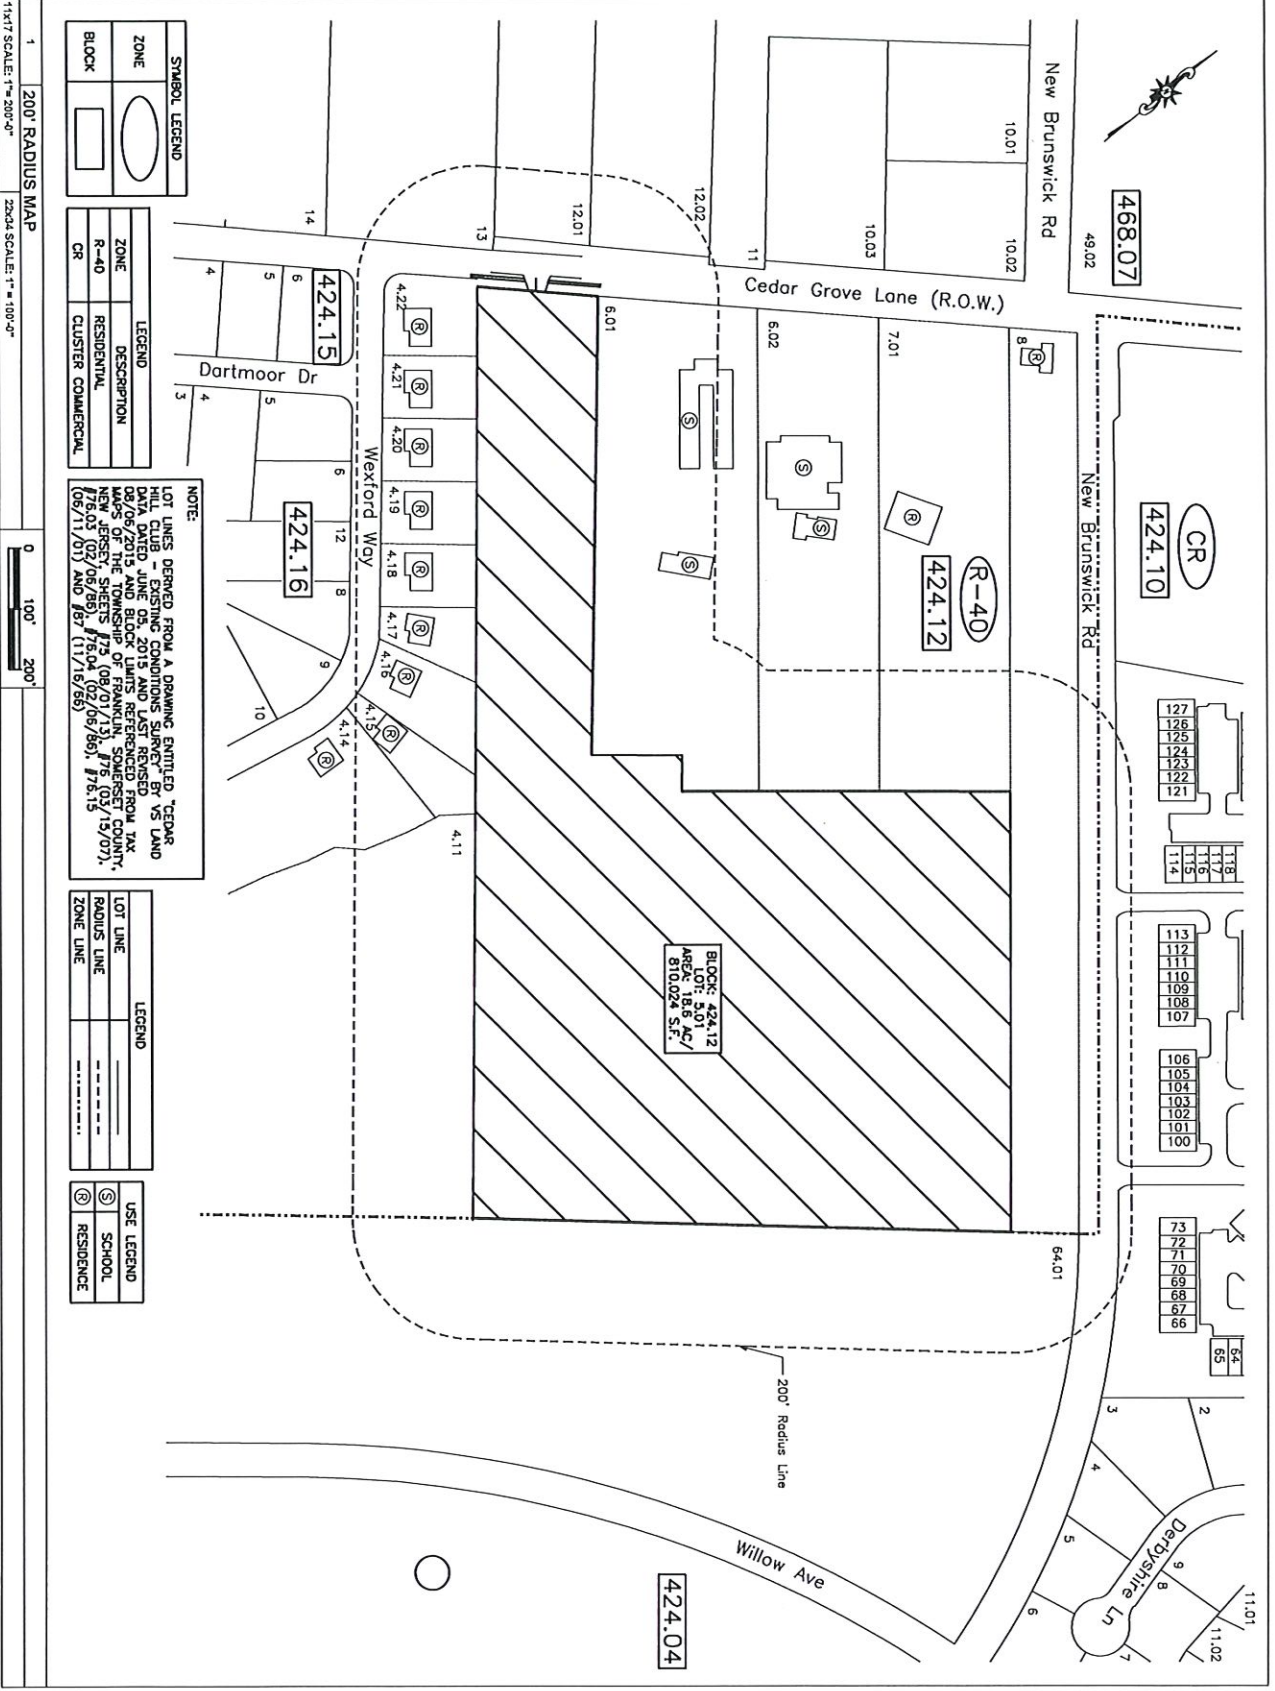 468.07
49.02
New Brunswick Rd
10.01
10.02
10.03
11
12.02
12.01
13
14
Cedar Grove Lane (R.O.W.)
CR
424.10
New Brunswick Rd
R-40
424.12
8
R
7.01
R
6.02
S
S
6.01
S
S
127
126
125
124
123
122
121
118
117
116
115
114
113
112
111
110
109
108
107
106
105
104
103
102
101
100
73
72
71
70
69
68
67
66
64
65
64.01
2
3
4
5
6
7
8
9
11.01
11.02
Derbyshire Ln
Willow Ave
424.04
200' Radius Line
BLOCK: 424.12
LOT: 5.01
AREA: 18.6 AC/
810,024 S.F.
4.22
R
4.21
R
4.20
R
4.19
R
4.18
R
4.17
R
4.16
R
4.15
R
4.14
R
4.11
Wexford Way
424.15
6
5
4
Dartmoor Dr
3
4
5
6
12
8
9
10
424.16
SYMBOL LEGEND
ZONE
BLOCK
LEGEND
ZONE DESCRIPTION
R-40 RESIDENTIAL
CR CLUSTER COMMERCIAL
NOTE:
LOT LINES DERIVED FROM A DRAWING ENTITLED "CEDAR
HILL CLUB - EXISTING CONDITIONS SURVEY" BY VS LAND
DATA DATED JUNE 05, 2015 AND LAST REVISED
08/06/2015 AND BLOCK LIMITS REFERENCED FROM TAX
MAPS OF THE TOWNSHIP OF FRANKLIN, SOMERSET COUNTY,
NEW JERSEY, SHEETS #75 (08/01/13), #76 (03/15/07),
#76.03 (02/06/86), #76.04 (02/06/86), #76.15
(06/11/01) AND #87 (11/16/66)
LEGEND
LOT LINE
RADIUS LINE
ZONE LINE
USE LEGEND
S SCHOOL
R RESIDENCE
1 200' RADIUS MAP
11x17 SCALE: 1"= 200'-0" 22x34 SCALE: 1" = 100'-0"
0 100' 200'